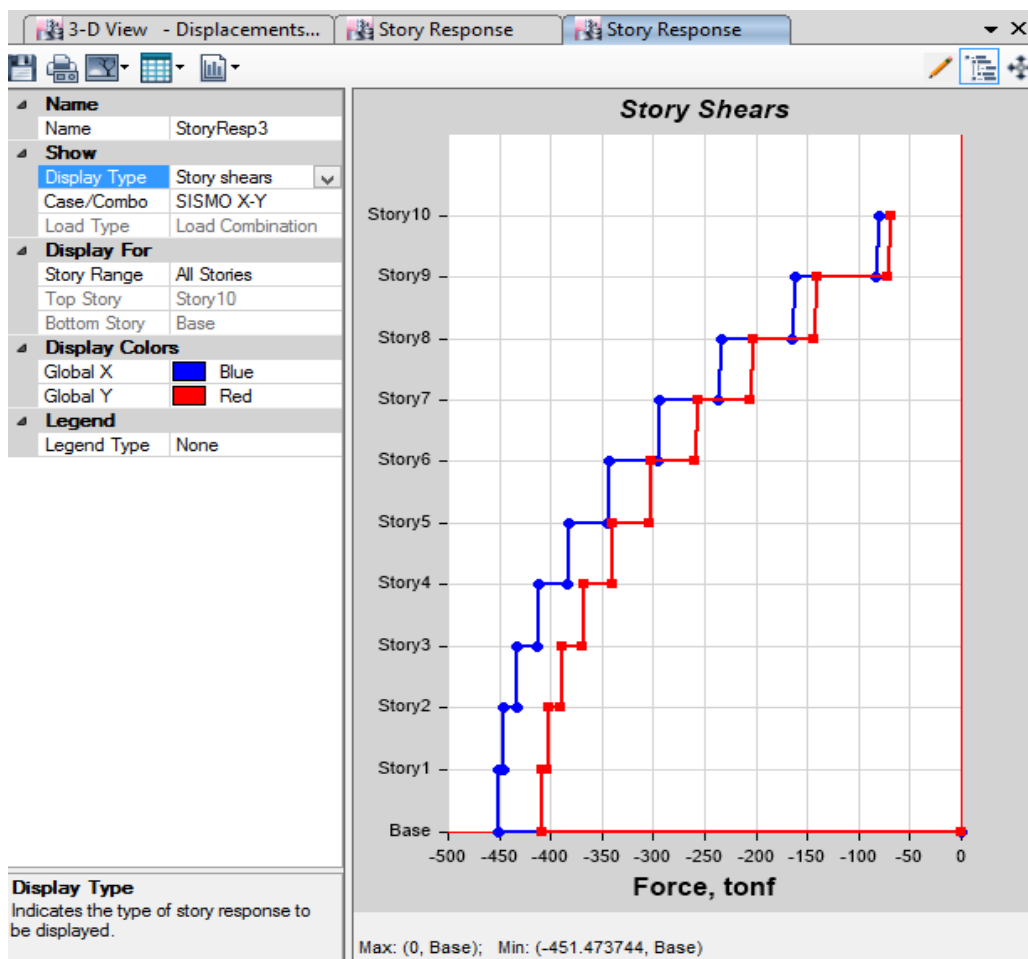 3-D View - Displacements... Story Response Story Response
Name
Name StoryResp3
Show
Display Type Story shears
Case/Combo SISMO X-Y
Load Type Load Combination
Display For
Story Range All Stories
Top Story Story10
Bottom Story Base
Display Colors
Global X Blue
Global Y Red
Legend
Legend Type None
Display Type
Indicates the type of story response to
be displayed.
Story Shears
Story10
Story9
Story8
Story7
Story6
Story5
Story4
Story3
Story2
Story1
Base
-500 -450 -400 -350 -300 -250 -200 -150 -100 -50 0
Force, tonf
Max: (0, Base); Min: (-451.473744, Base)